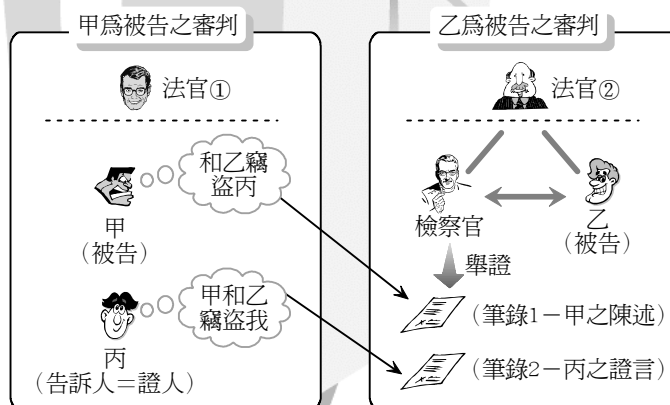 甲爲被告之審判
法官①
和乙竊
盜丙
甲
（被告）
甲和乙
竊盜我
丙
（告訴人＝證人）
乙爲被告之審判
法官②
檢察官
乙
（被告）
舉證
（筆錄1－甲之陳述）
（筆錄2－丙之證言）